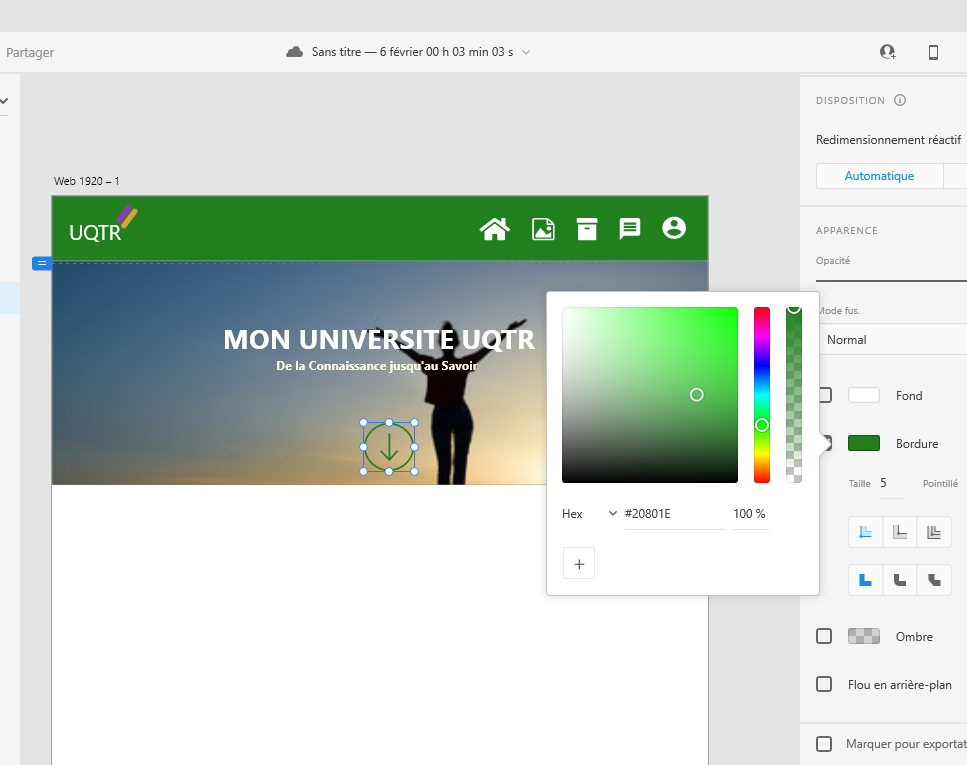 Partager
Sans titre — 6 février 00 h 03 min 03 s
DISPOSITION
Redimensionnement réactif
Automatique
Web 1920 – 1
UQTR
APPARENCE
Opacité
MON UNIVERSITE UQTR
De la Connaissance jusqu'au Savoir
Mode fus.
Normal
Fond
Bordure
Taille 5 Pointillé
Hex #20801E 100 %
+
Ombre
Flou en arrière-plan
Marquer pour exportat